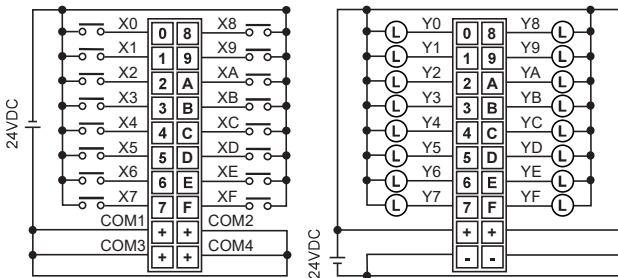 X0 0 8 X8
X1 1 9 X9
X2 2 A XA
X3 3 B XB
X4 4 C XC
X5 5 D XD
X6 6 E XE
X7 7 F XF
COM1 + + COM2
COM3 + + COM4
24VDC
L Y0 0 8 Y8 L
L Y1 1 9 Y9 L
L Y2 2 A YA L
L Y3 3 B YB L
L Y4 4 C YC L
L Y5 5 D YD L
L Y6 6 E YE L
L Y7 7 F YF L
+ +
- -
24VDC